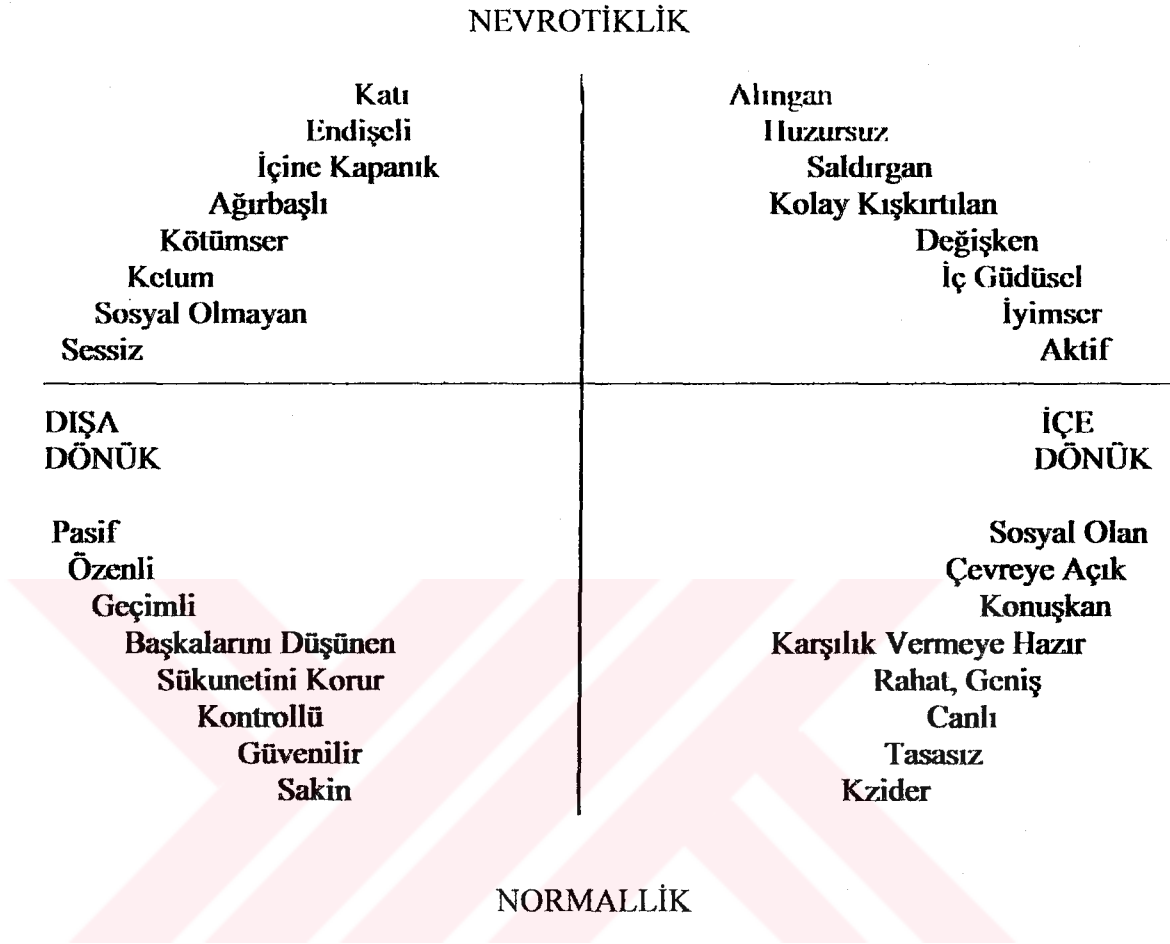 NEVROTİKLİK
Katı
Endişeli
İçine Kapanık
Ağırbaşlı
Kötümser
Ketum
Sosyal Olmayan
Sessiz
Alıngan
Huzursuz
Saldırgan
Kolay Kışkırtılan
Değişken
İç Güdüsel
İyimser
Aktif
DIŞA
DÖNÜK
İÇE
DÖNÜK
Pasif
Özenli
Geçimli
Başkalarını Düşünen
Sükunetini Korur
Kontrollü
Güvenilir
Sakin
Sosyal Olan
Çevreye Açık
Konuşkan
Karşılık Vermeye Hazır
Rahat, Geniş
Canlı
Tasasız
Kzider
NORMALLİK